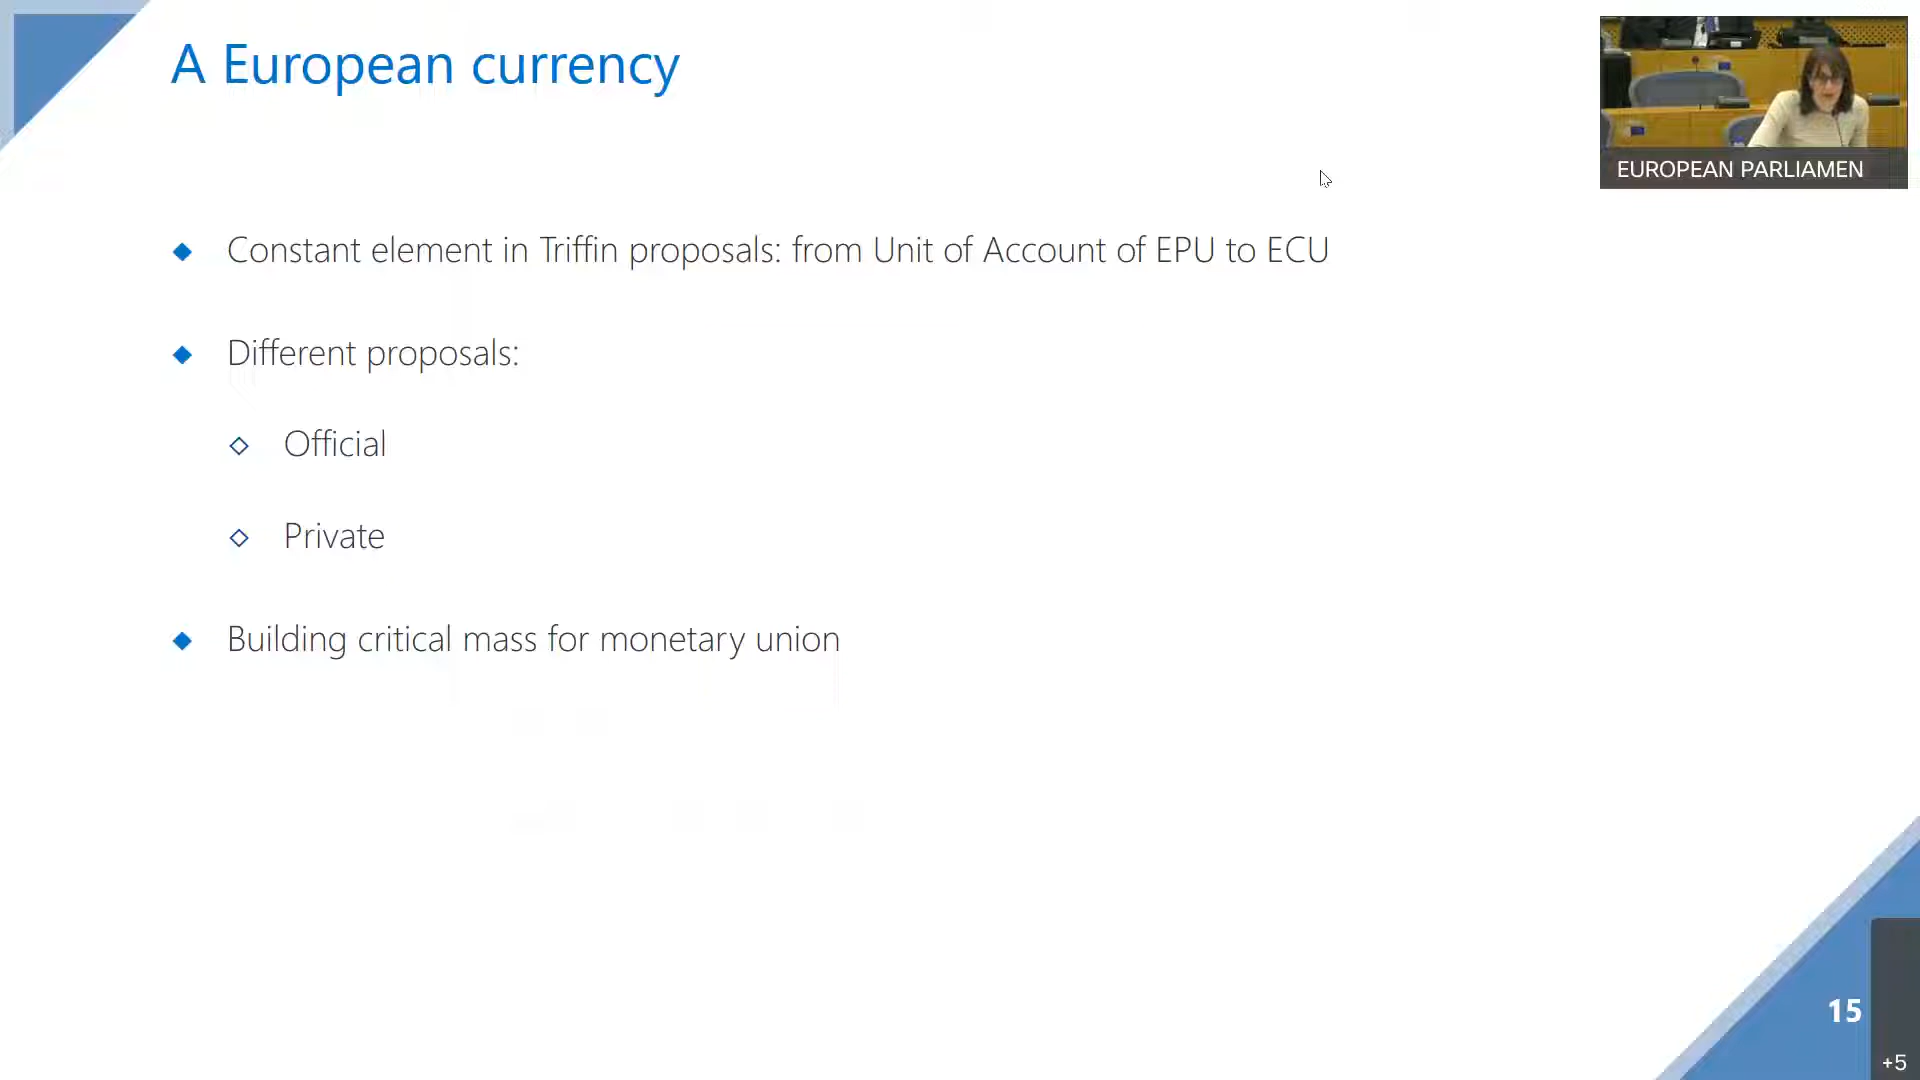 A European currency
EUROPEAN PARLIAMEN
Constant element in Triffin proposals: from Unit of Account of EPU to ECU
Different proposals:
Official
Private
Building critical mass for monetary union
15
+5